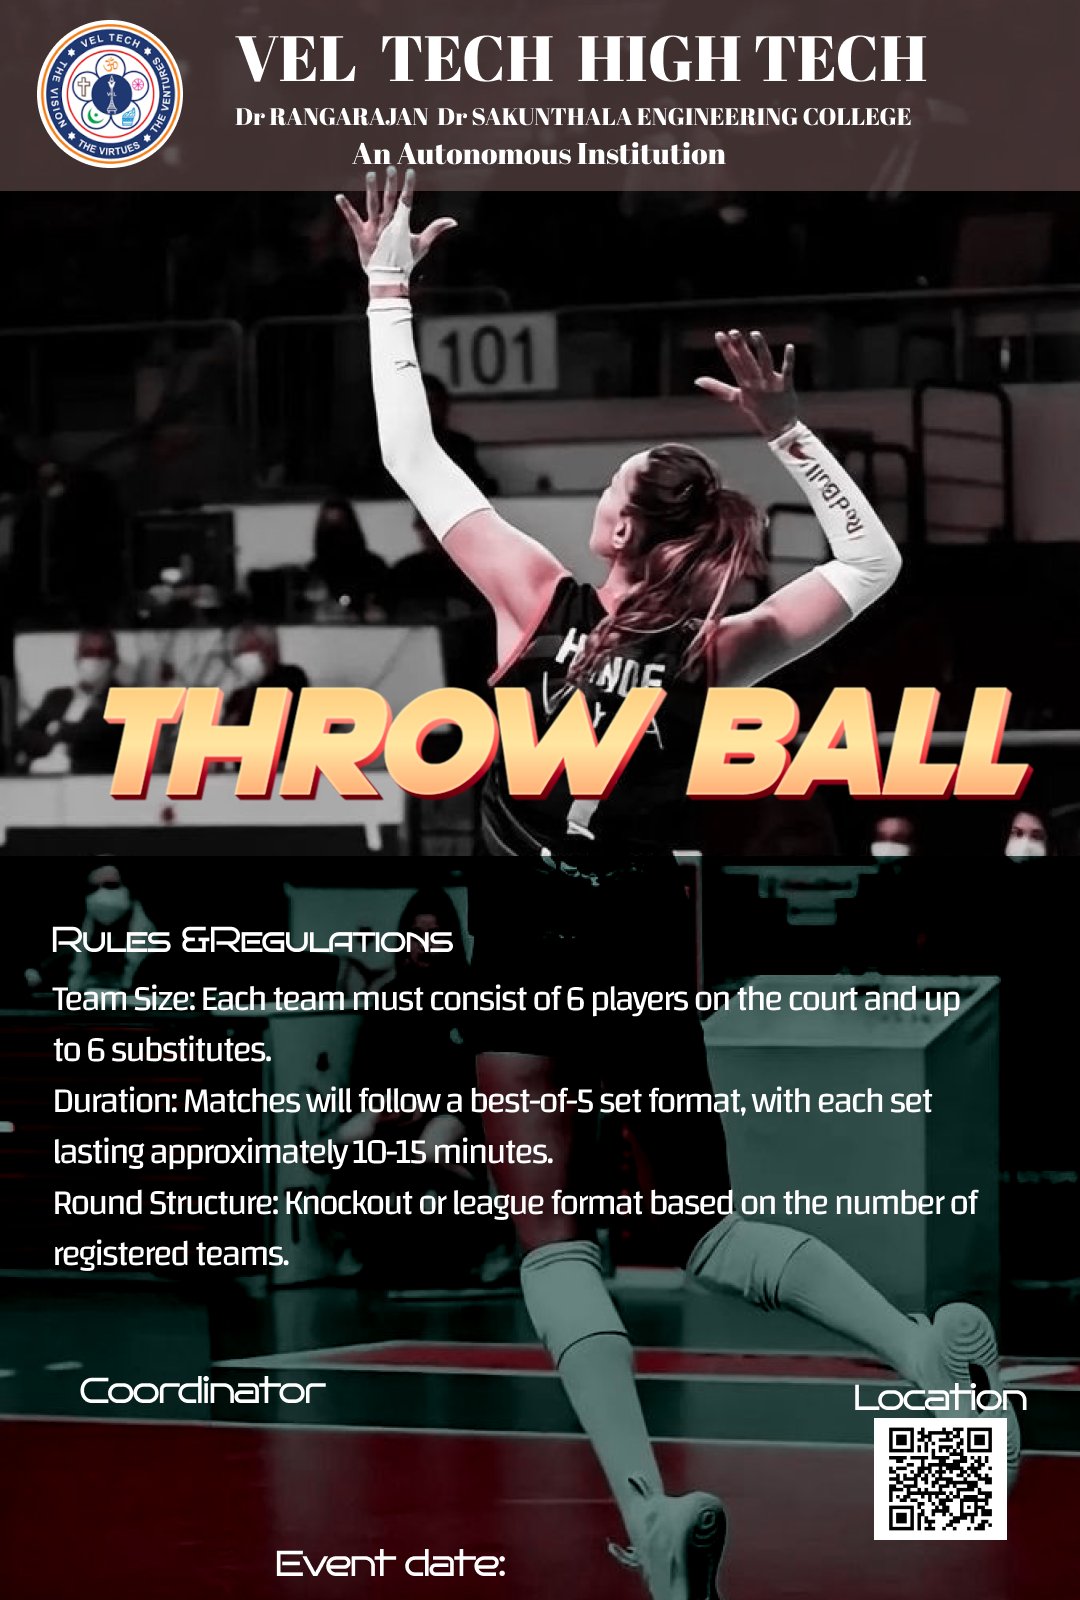 VEL TECH
THE VISION
THE VENTURES
THE VIRTUES
VEL TECH HIGH TECH
Dr RANGARAJAN Dr SAKUNTHALA ENGINEERING COLLEGE
An Autonomous Institution
101
RedBull
THROW BALL
Rules &Regulations
Team Size: Each team must consist of 6 players on the court and up
to 6 substitutes.
Duration: Matches will follow a best-of-5 set format, with each set
lasting approximately 10-15 minutes.
Round Structure: Knockout or league format based on the number of
registered teams.
Coordinator
Location
Event date: